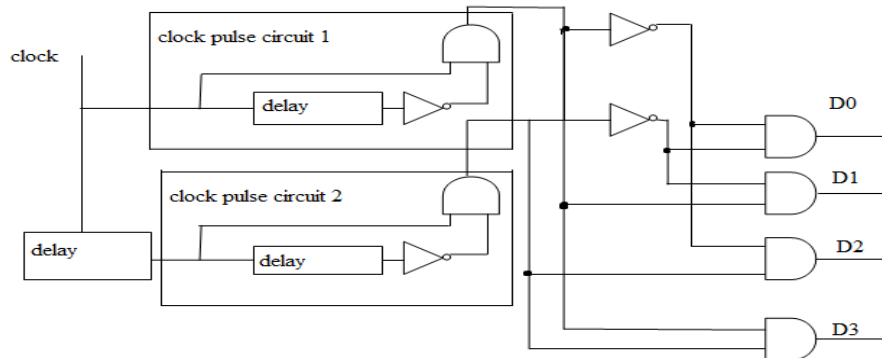 clock pulse circuit 1
clock
delay
D0
D1
clock pulse circuit 2
D2
delay
delay
D3